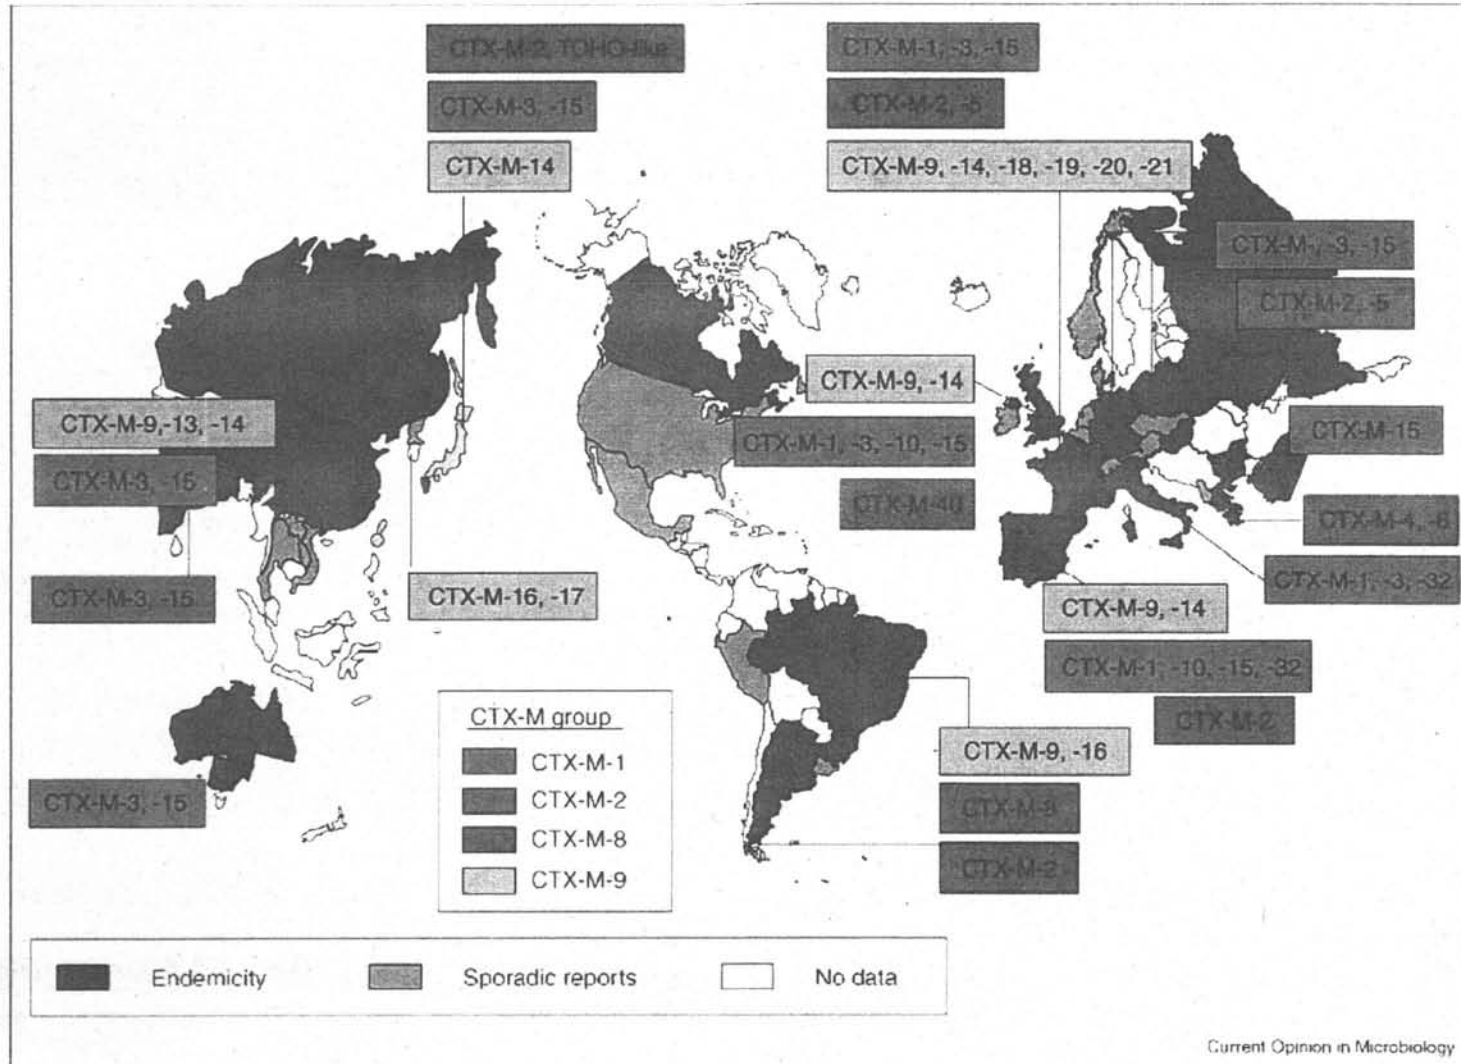 CTX-M-2, TOHO-like
CTX-M-3, -15
CTX-M-14
CTX-M-1, -3, -15
CTX-M-2, -5
CTX-M-9, -14, -18, -19, -20, -21
CTX-M-, -3, -15
CTX-M-2, -5
CTX-M-9, -14
CTX-M-9,-13, -14
CTX-M-15
CTX-M-1, -3, -10, -15
CTX-M-3, -15
CTX-M-40
CTX-M-4, -6
CTX-M-3, -15
CTX-M-16, -17
CTX-M-1, -3, -32
CTX-M-9, -14
CTX-M-1, -10, -15, -32
CTX-M-2
CTX-M group
CTX-M-1
CTX-M-2
CTX-M-8
CTX-M-9
CTX-M-9, -16
CTX-M-8
CTX-M-2
CTX-M-3, -15
Endemicity
Sporadic reports
No data
Current Opinion in Microbiology